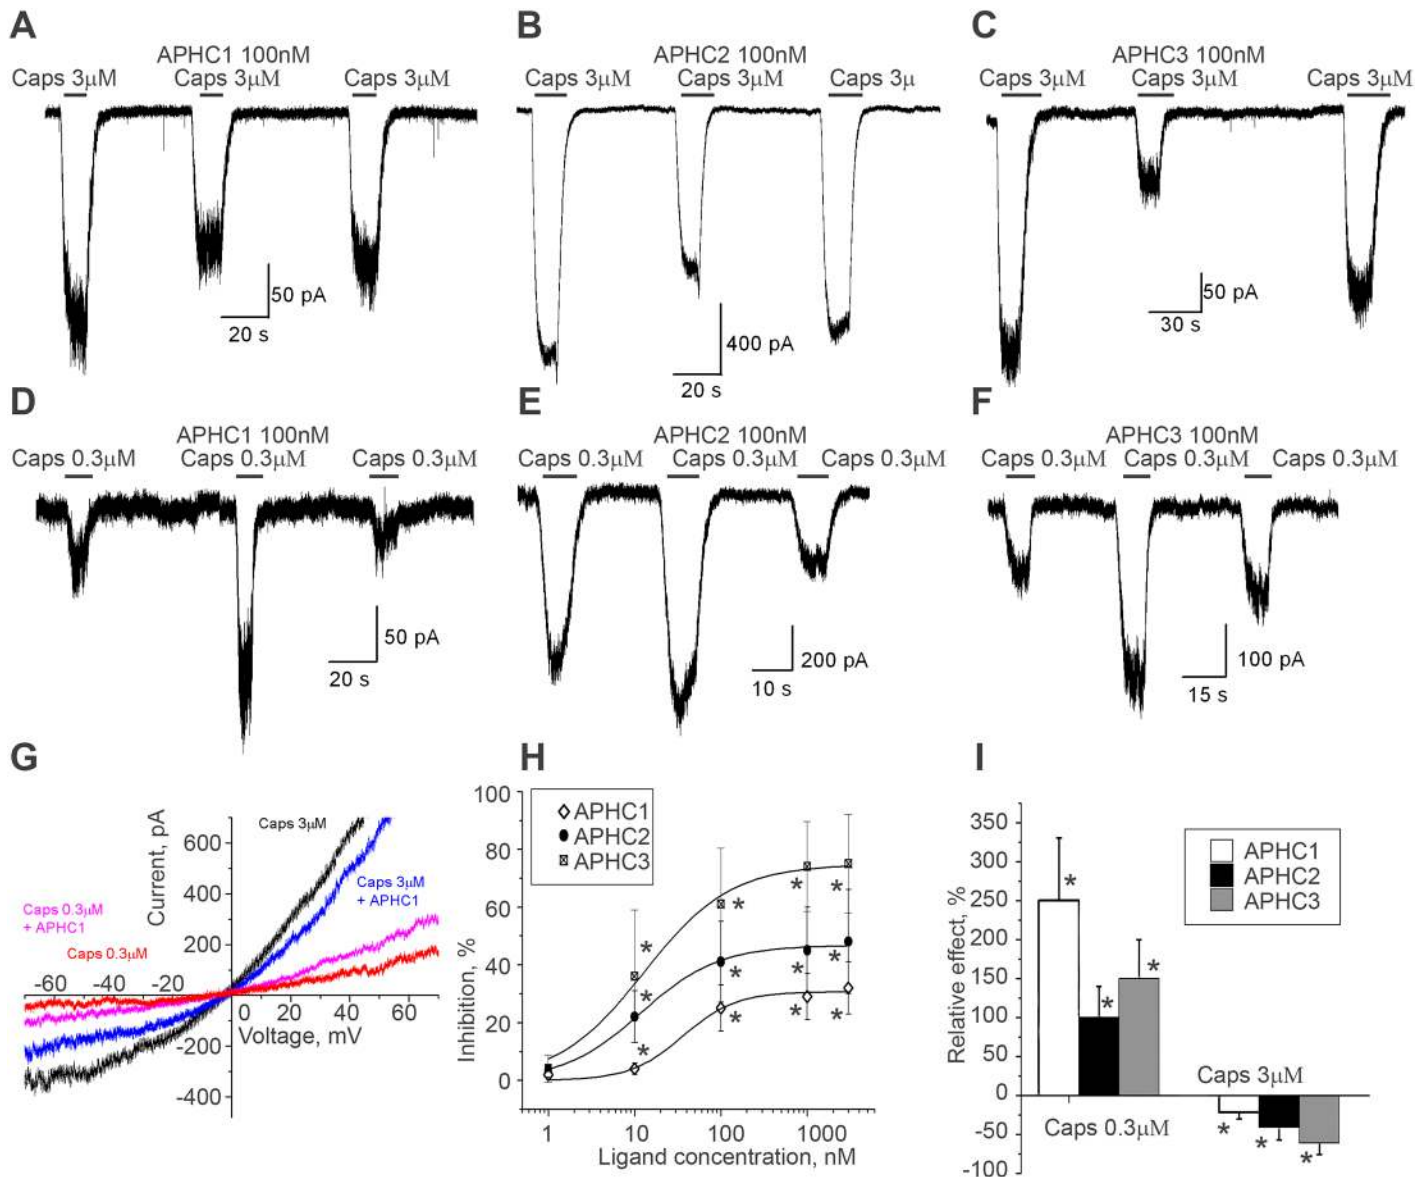 A
B
C
APHC1 100nM
APHC2 100nM
APHC3 100nM
Caps 3μM
Caps 3μM
Caps 3μM
Caps 3μM
Caps 3μM
Caps 3μ
Caps 3μM
Caps 3μM
Caps 3μM
50 pA
20 s
400 pA
20 s
50 pA
30 s
D
E
F
APHC1 100nM
APHC2 100nM
APHC3 100nM
Caps 0.3μM
Caps 0.3μM
Caps 0.3μM
Caps 0.3μM
Caps 0.3μM
Caps 0.3μM
Caps 0.3μM
Caps 0.3μM
Caps 0.3μM
50 pA
20 s
200 pA
10 s
100 pA
15 s
G
Current, pA
600
400
200
-200
-400
-60
-40
-20
0
20
40
60
Voltage, mV
Caps 3μM
Caps 3μM
+ APHC1
Caps 0.3μM
+ APHC1
Caps 0.3μM
H
Inhibition, %
100
80
60
40
20
0
APHC1
APHC2
APHC3
* * * *
* * * *
* * * *
1
10
100
1000
Ligand concentration, nM
I
Relative effect, %
350
300
250
200
150
100
50
0
-50
-100
APHC1
APHC2
APHC3
* * *
Caps 3μM
Caps 0.3μM
* * *